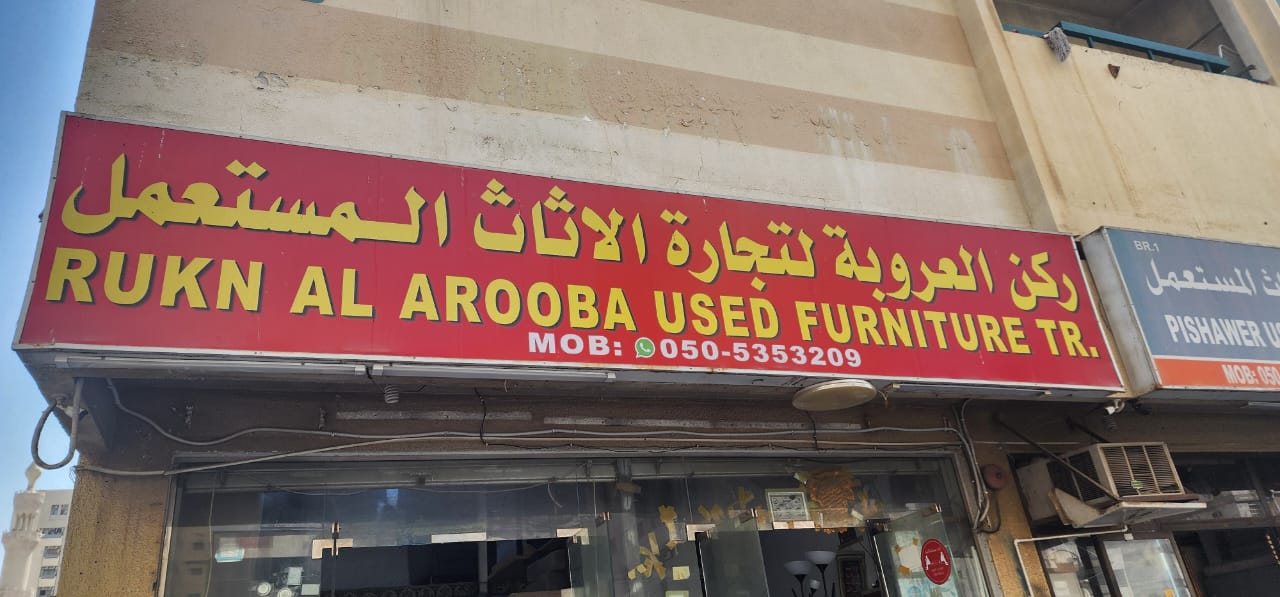 ركن العروبة لتجارة الاثاث المستعمل
RUKN AL AROOBA USED FURNITURE TR.
MOB: 050-5353209
BR.1
المستعمل
PISHAWER
MOB: 050